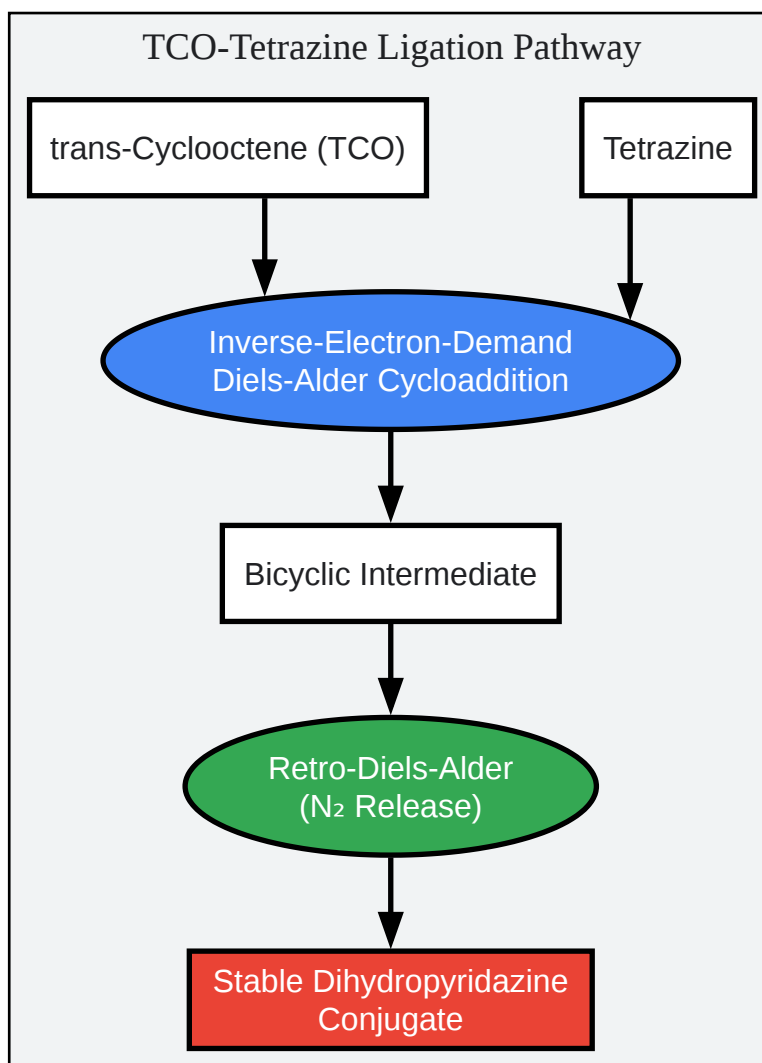 TCO-Tetrazine Ligation Pathway
trans-Cyclooctene (TCO)
Tetrazine
Inverse-Electron-Demand
Diels-Alder Cycloaddition
Bicyclic Intermediate
Retro-Diels-Alder
(N₂ Release)
Stable Dihydropyridazine
Conjugate